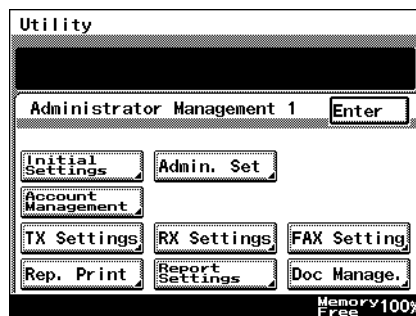 Utility
Administrator Management 1 Enter
Initial Settings
Admin. Set
Account Management
TX Settings
RX Settings
FAX Setting
Rep. Print
Report Settings
Doc Manage.
Memory Free 100%